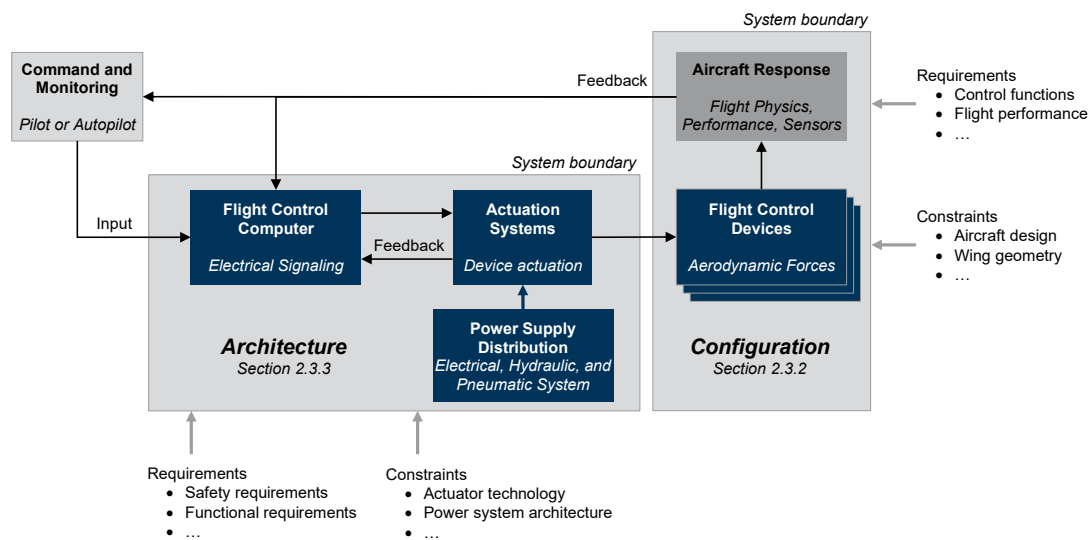 System boundary
Command and
Monitoring
Pilot or Autopilot
Feedback
Aircraft Response
Flight Physics,
Performance, Sensors
Requirements
• Control functions
• Flight performance
• …
System boundary
Input
Flight Control
Computer
Electrical Signaling
Feedback
Actuation
Systems
Device actuation
Flight Control
Devices
Aerodynamic Forces
Constraints
• Aircraft design
• Wing geometry
• …
Power Supply
Distribution
Electrical, Hydraulic, and
Pneumatic System
Architecture
Section 2.3.3
Configuration
Section 2.3.2
Requirements
• Safety requirements
• Functional requirements
• …
Constraints
• Actuator technology
• Power system architecture
• …